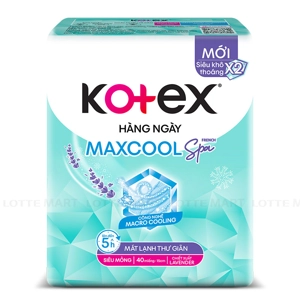 MỚI
Siêu khô thoáng X2
KOTEX
HÀNG NGÀY
MAXCOOL
FRENCH
Spa
CÔNG NGHỆ
MACRO COOLING
5h
MÁT LẠNH THƯ GIÃN
SIÊU MỎNG
40 miếng
CHIẾT XUẤT
LAVENDER
LOTTE MART